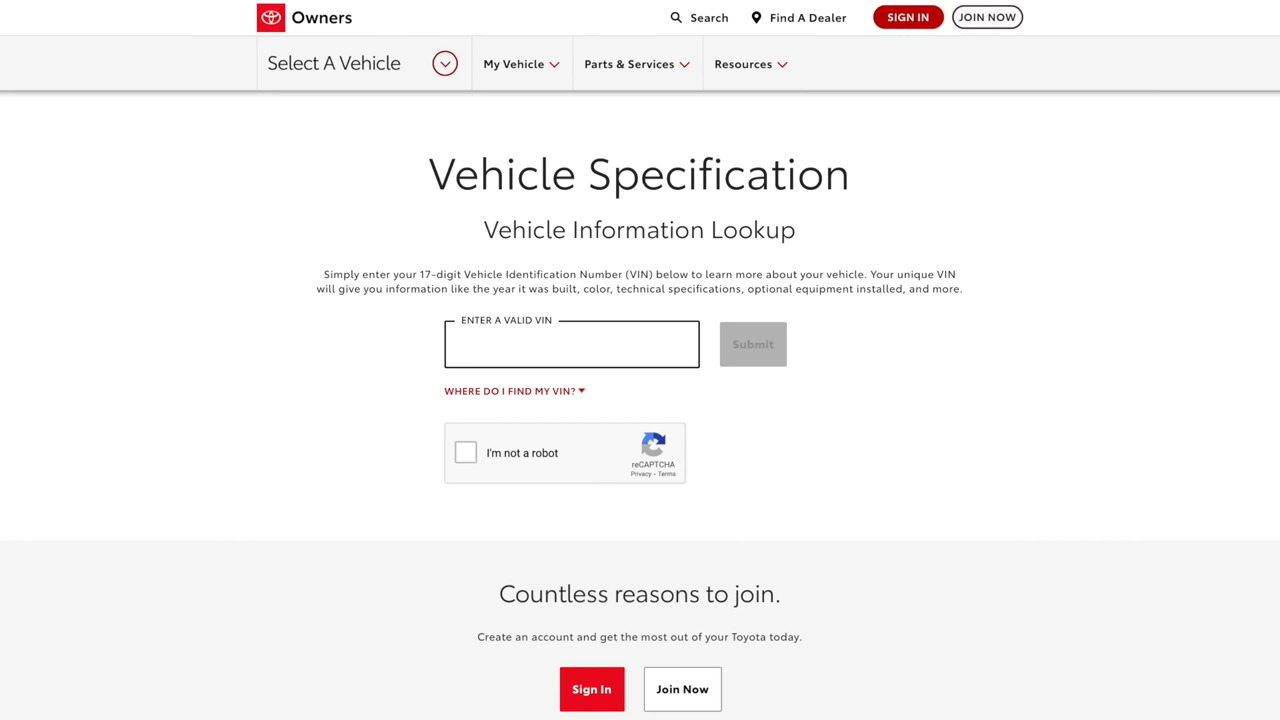 Owners
Search
Find A Dealer
SIGN IN
JOIN NOW
Select A Vehicle
My Vehicle
Parts & Services
Resources
Vehicle Specification
Vehicle Information Lookup
Simply enter your 17-digit Vehicle Identification Number (VIN) below to learn more about your vehicle. Your unique VIN
will give you information like the year it was built, color, technical specifications, optional equipment installed, and more.
ENTER A VALID VIN
Submit
WHERE DO I FIND MY VIN?
I'm not a robot
reCAPTCHA
Privacy - Terms
Countless reasons to join.
Create an account and get the most out of your Toyota today.
Sign In
Join Now